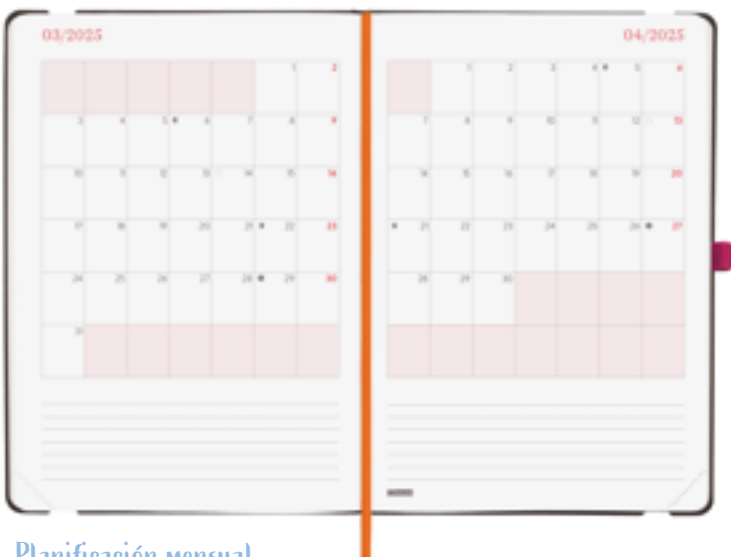 03/2025
1 2
3 4 5 6 7 8 9
10 11 12 13 14 15 16
17 18 19 20 21 22 23
24 25 26 27 28 29 30
31
04/2025
1 2 3 4 5 6
7 8 9 10 11 12 13
14 15 16 17 18 19 20
21 22 23 24 25 26 27
28 29 30
Planificación mensual